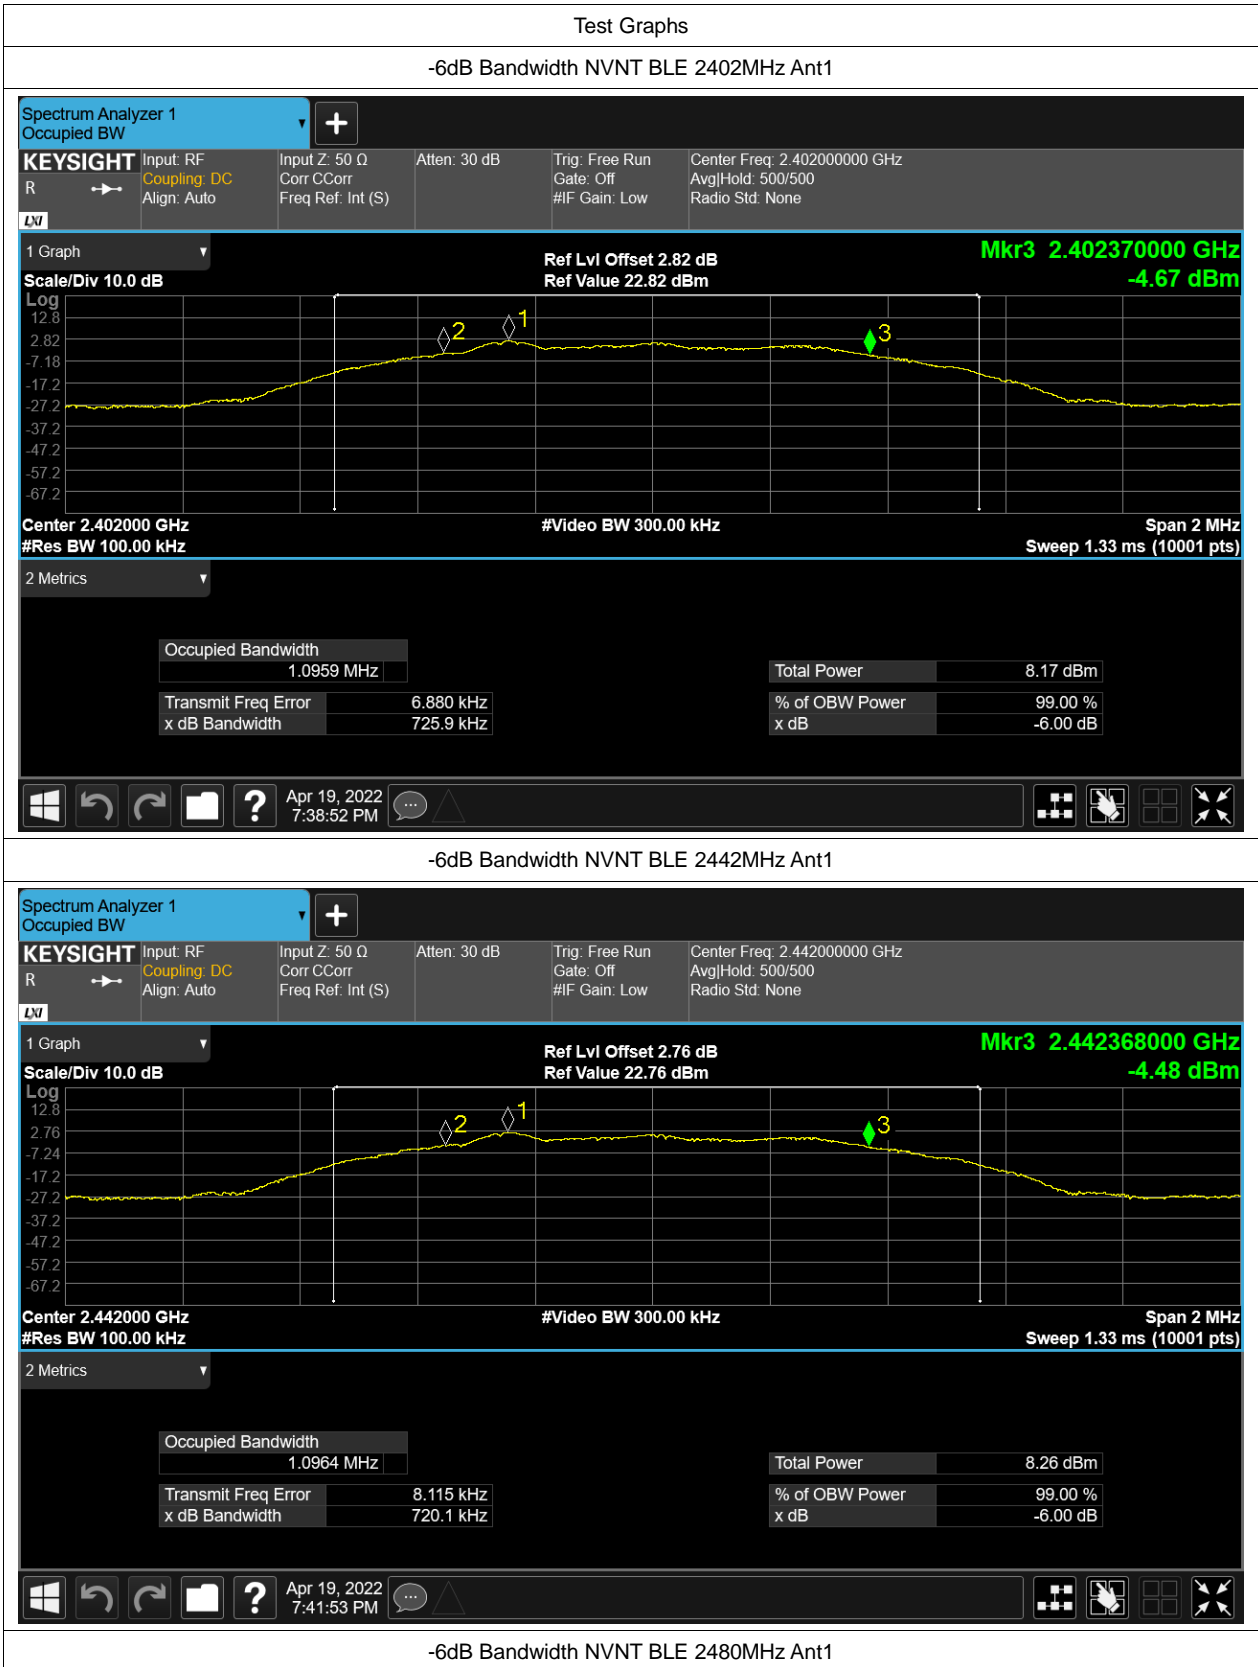 Test Graphs
-6dB Bandwidth NVNT BLE 2402MHz Ant1
Spectrum Analyzer 1
Occupied BW
KEYSIGHT Input: RF Input Z: 50 Ω Atten: 30 dB Trig: Free Run Center Freq: 2.402000000 GHz
R Coupling: DC Corr CCorr Gate: Off Avg|Hold: 500/500
Align: Auto Freq Ref: Int (S) #IF Gain: Low Radio Std: None
LXI
1 Graph Ref Lvl Offset 2.82 dB Mkr3 2.402370000 GHz
Scale/Div 10.0 dB Ref Value 22.82 dBm -4.67 dBm
Log
12.8
2.82
-7.18
-17.2
-27.2
-37.2
-47.2
-57.2
-67.2
2 1 3
Center 2.402000 GHz #Video BW 300.00 kHz Span 2 MHz
#Res BW 100.00 kHz Sweep 1.33 ms (10001 pts)
2 Metrics
Occupied Bandwidth
1.0959 MHz Total Power 8.17 dBm
Transmit Freq Error 6.880 kHz % of OBW Power 99.00 %
x dB Bandwidth 725.9 kHz x dB -6.00 dB
? Apr 19, 2022
7:38:52 PM
-6dB Bandwidth NVNT BLE 2442MHz Ant1
Spectrum Analyzer 1
Occupied BW
KEYSIGHT Input: RF Input Z: 50 Ω Atten: 30 dB Trig: Free Run Center Freq: 2.442000000 GHz
R Coupling: DC Corr CCorr Gate: Off Avg|Hold: 500/500
Align: Auto Freq Ref: Int (S) #IF Gain: Low Radio Std: None
LXI
1 Graph Ref Lvl Offset 2.76 dB Mkr3 2.442368000 GHz
Scale/Div 10.0 dB Ref Value 22.76 dBm -4.48 dBm
Log
12.8
2.76
-7.24
-17.2
-27.2
-37.2
-47.2
-57.2
-67.2
2 1 3
Center 2.442000 GHz #Video BW 300.00 kHz Span 2 MHz
#Res BW 100.00 kHz Sweep 1.33 ms (10001 pts)
2 Metrics
Occupied Bandwidth
1.0964 MHz Total Power 8.26 dBm
Transmit Freq Error 8.115 kHz % of OBW Power 99.00 %
x dB Bandwidth 720.1 kHz x dB -6.00 dB
? Apr 19, 2022
7:41:53 PM
-6dB Bandwidth NVNT BLE 2480MHz Ant1